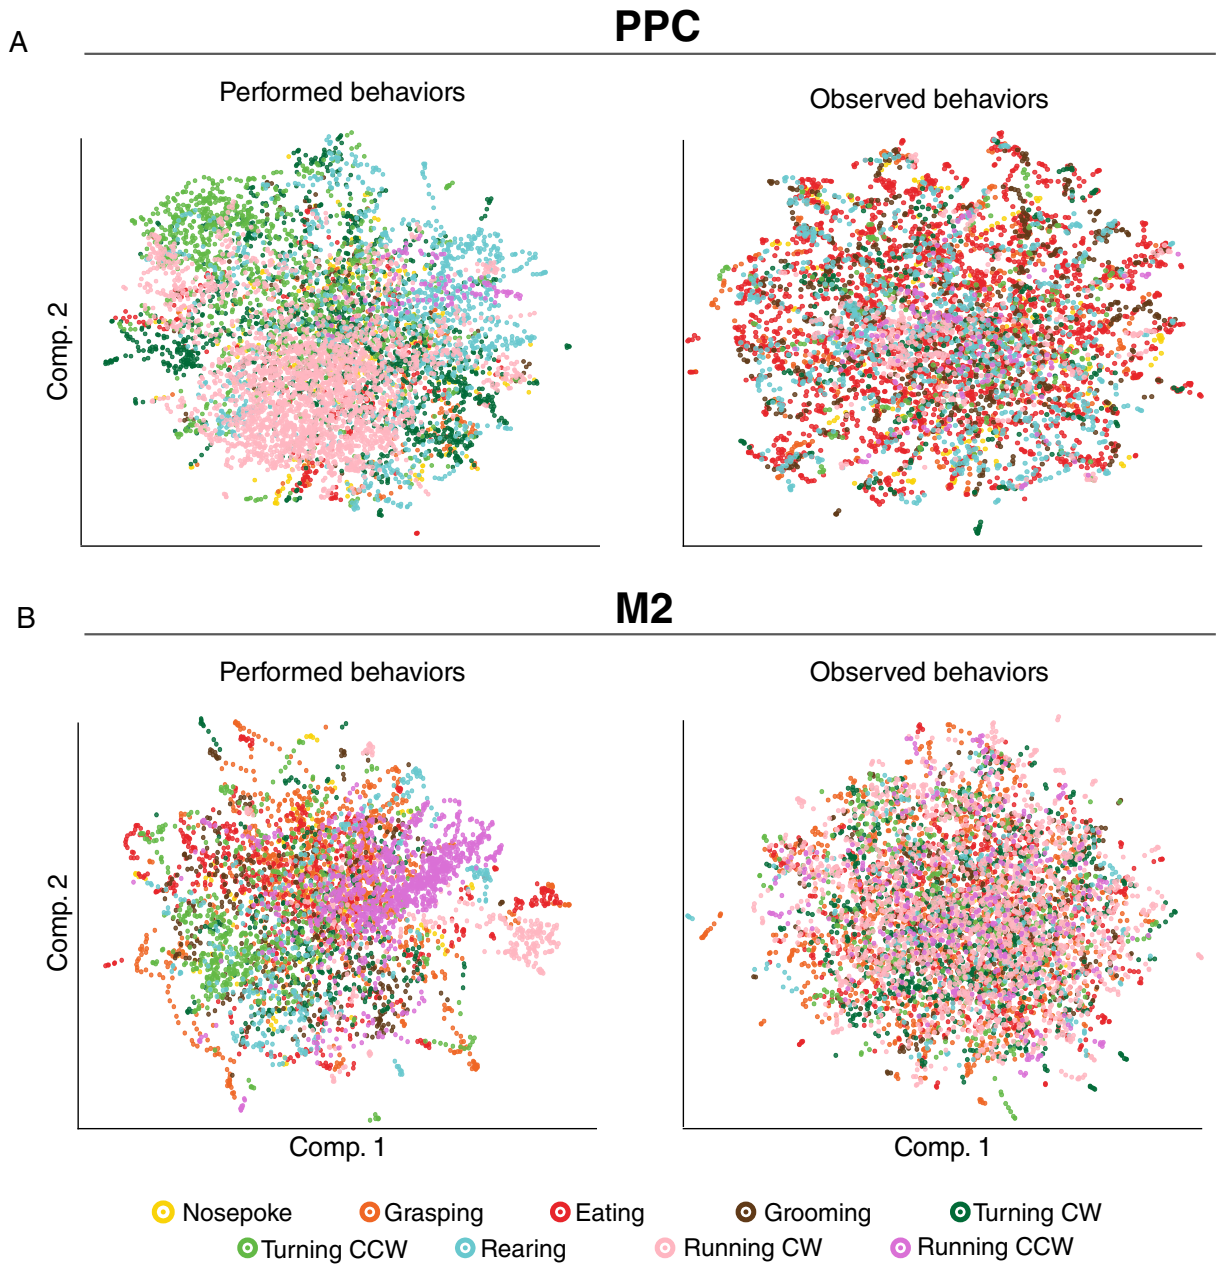 A
PPC
Performed behaviors
Observed behaviors
Comp. 2
B
M2
Performed behaviors
Observed behaviors
Comp. 2
Comp. 1
Comp. 1
Nosepoke
Grasping
Eating
Grooming
Turning CW
Turning CCW
Rearing
Running CW
Running CCW